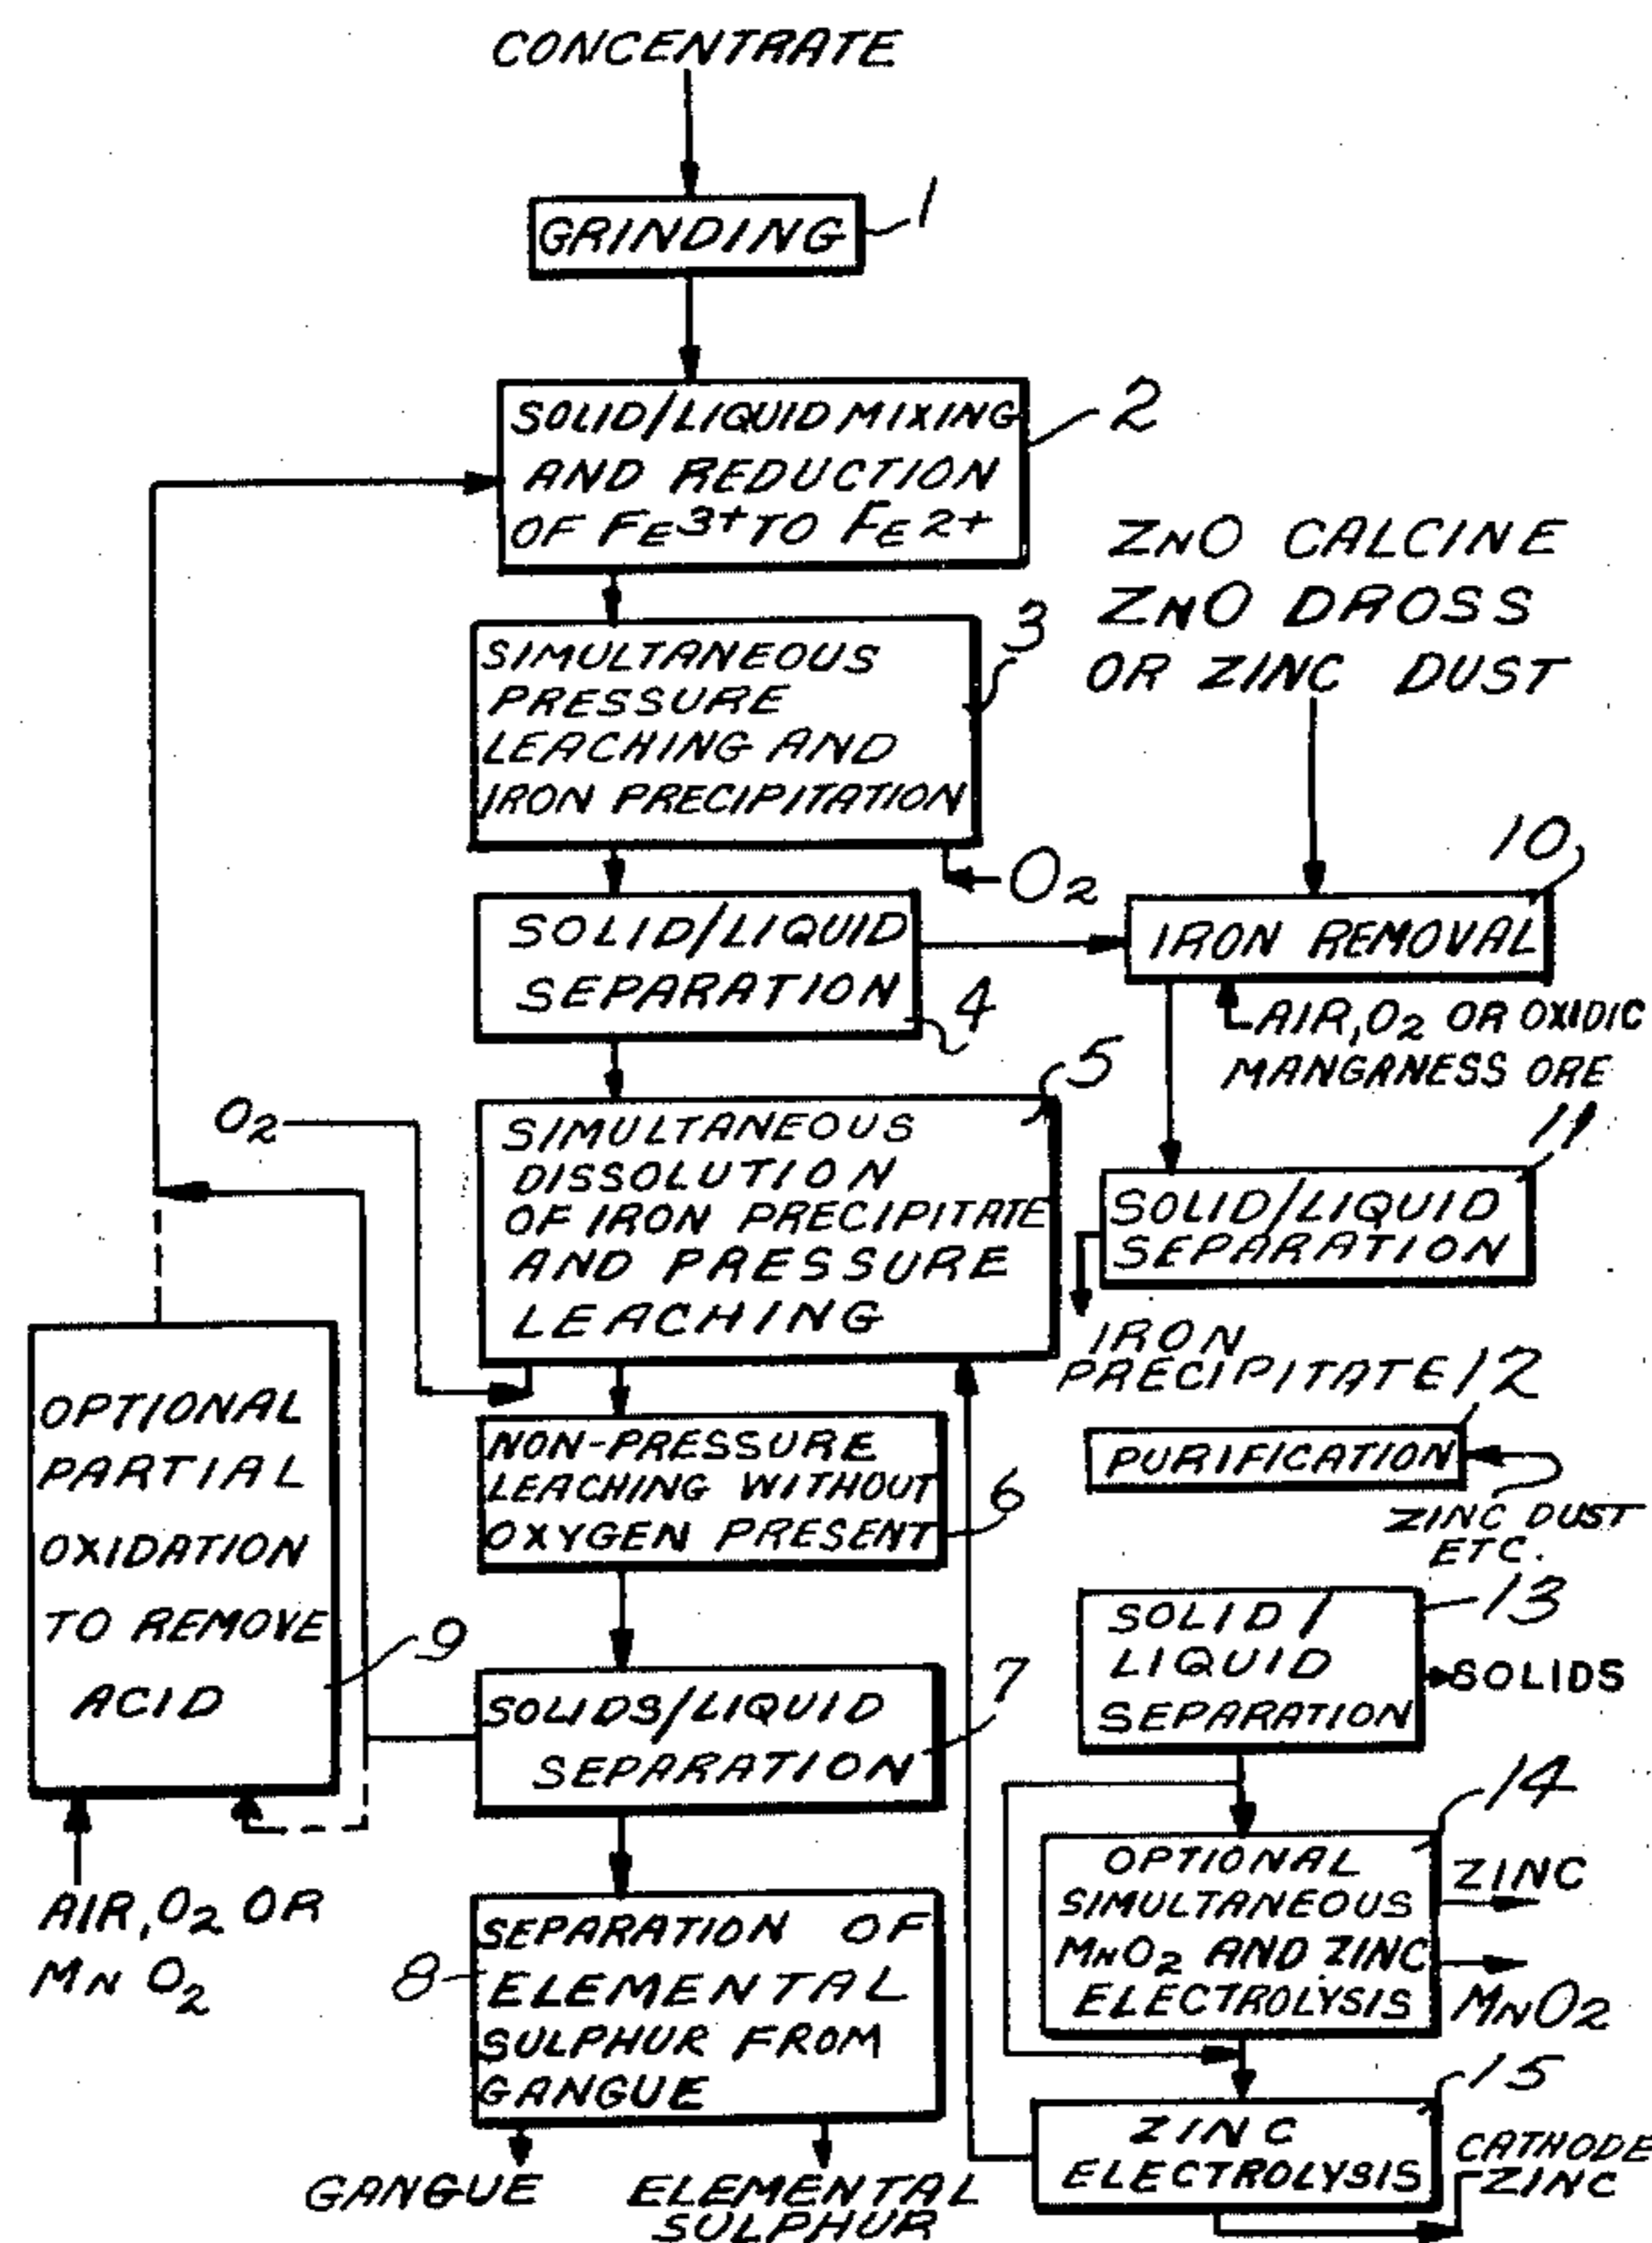 CONCENTRATE
GRINDING
1
SOLID/LIQUID MIXING
AND REDUCTION
OF FE3+ TO FE2+
2
SIMULTANEOUS
PRESSURE
LEACHING AND
IRON PRECIPITATION
3
O2
SOLID/LIQUID
SEPARATION
4
O2
SIMULTANEOUS
DISSOLUTION
OF IRON PRECIPITATE
AND PRESSURE
LEACHING
5
NON-PRESSURE
LEACHING WITHOUT
OXYGEN PRESENT
6
SOLIDS/LIQUID
SEPARATION
7
SEPARATION OF
ELEMENTAL
SULPHUR FROM
GANGUE
8
GANGUE
ELEMENTAL
SULPHUR
OPTIONAL
PARTIAL
OXIDATION
TO REMOVE
ACID
9
AIR, O2 OR
MN O2
ZNO CALCINE
ZNO DROSS
OR ZINC DUST
IRON REMOVAL
10
AIR, O2 OR OXIDIC
MANGANESS ORE
SOLID/LIQUID
SEPARATION
11
IRON
PRECIPITATE
PURIFICATION
12
ZINC DUST
ETC.
SOLID/
LIQUID
SEPARATION
13
SOLIDS
OPTIONAL
SIMULTANEOUS
MNO2 AND ZINC
ELECTROLYSIS
14
ZINC
MNO2
ZINC
ELECTROLYSIS
15
CATHODE
ZINC